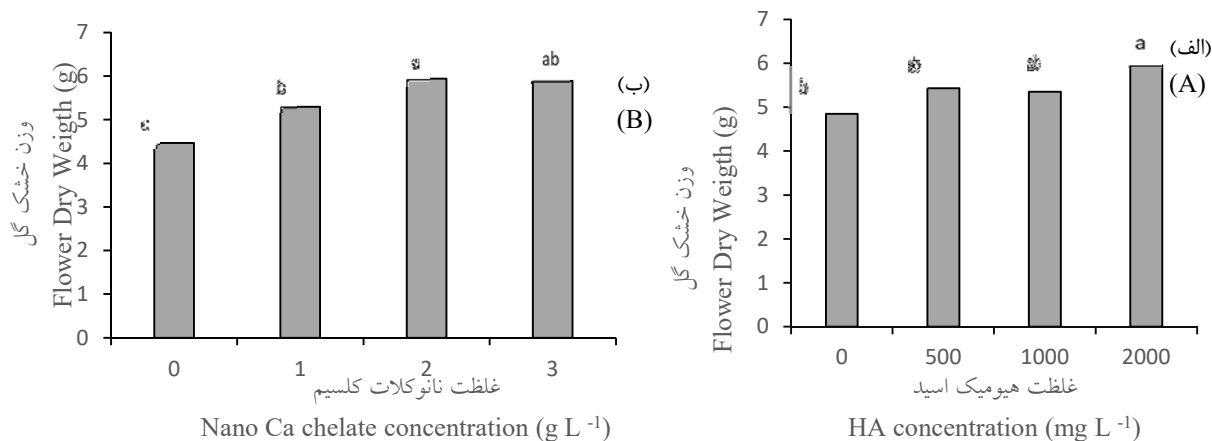 7
6
5
4
3
2
1
0
c
b
a
ab
(ب)
(B)
وزن خشک گل
Flower Dry Weigth (g)
0 1 2 3
غلظت نانوکلات کلسیم
Nano Ca chelate concentration (g L -1)
7
6
5
4
3
2
1
0
b
ab
ab
a
(الف)
(A)
وزن خشک گل
Flower Dry Weigth (g)
0 500 1000 2000
غلظت هیومیک اسید
HA concentration (mg L -1)